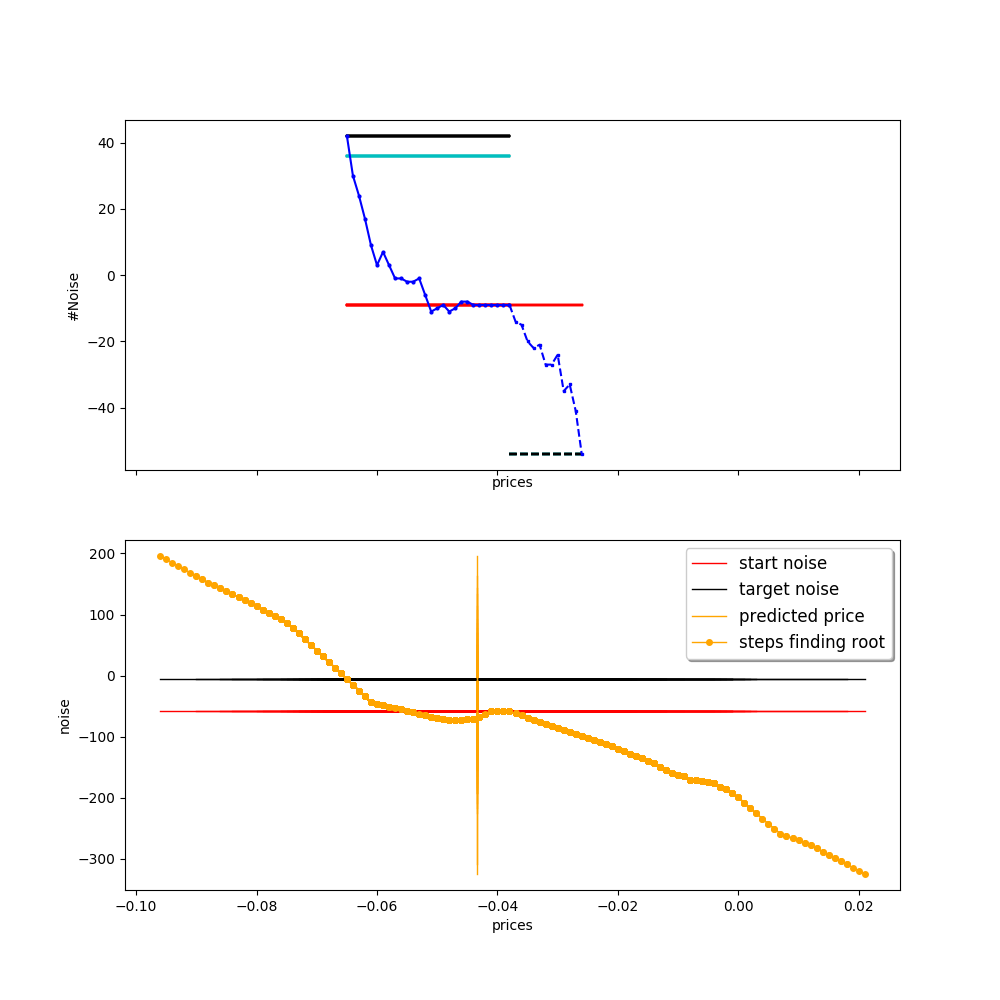 40
20
0
−20
−40
#Noise
prices
200
100
0
−100
−200
−300
noise
start noise
target noise
predicted price
steps finding root
−0.10 −0.08 −0.06 −0.04 −0.02 0.00 0.02
prices